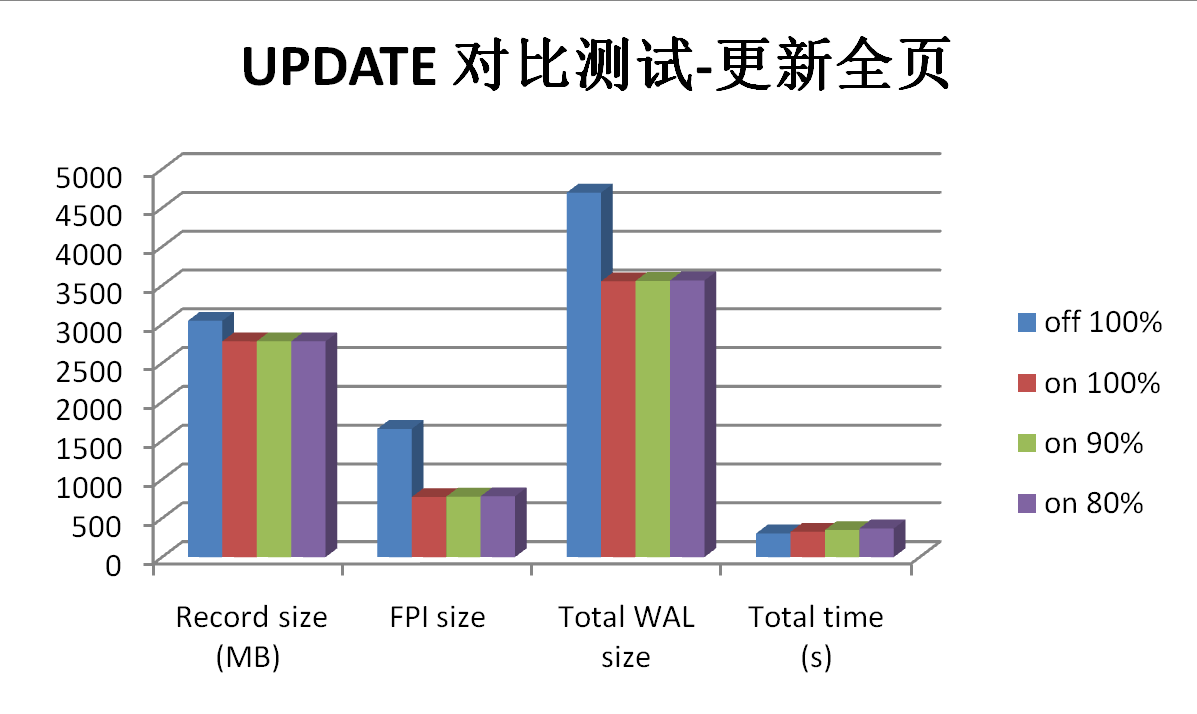 UPDATE 对比测试-更新全页
5000
4500
4000
3500
3000
2500
2000
1500
1000
500
0
Record size
(MB)
FPI size
Total WAL
size
Total time
(s)
off 100%
on 100%
on 90%
on 80%